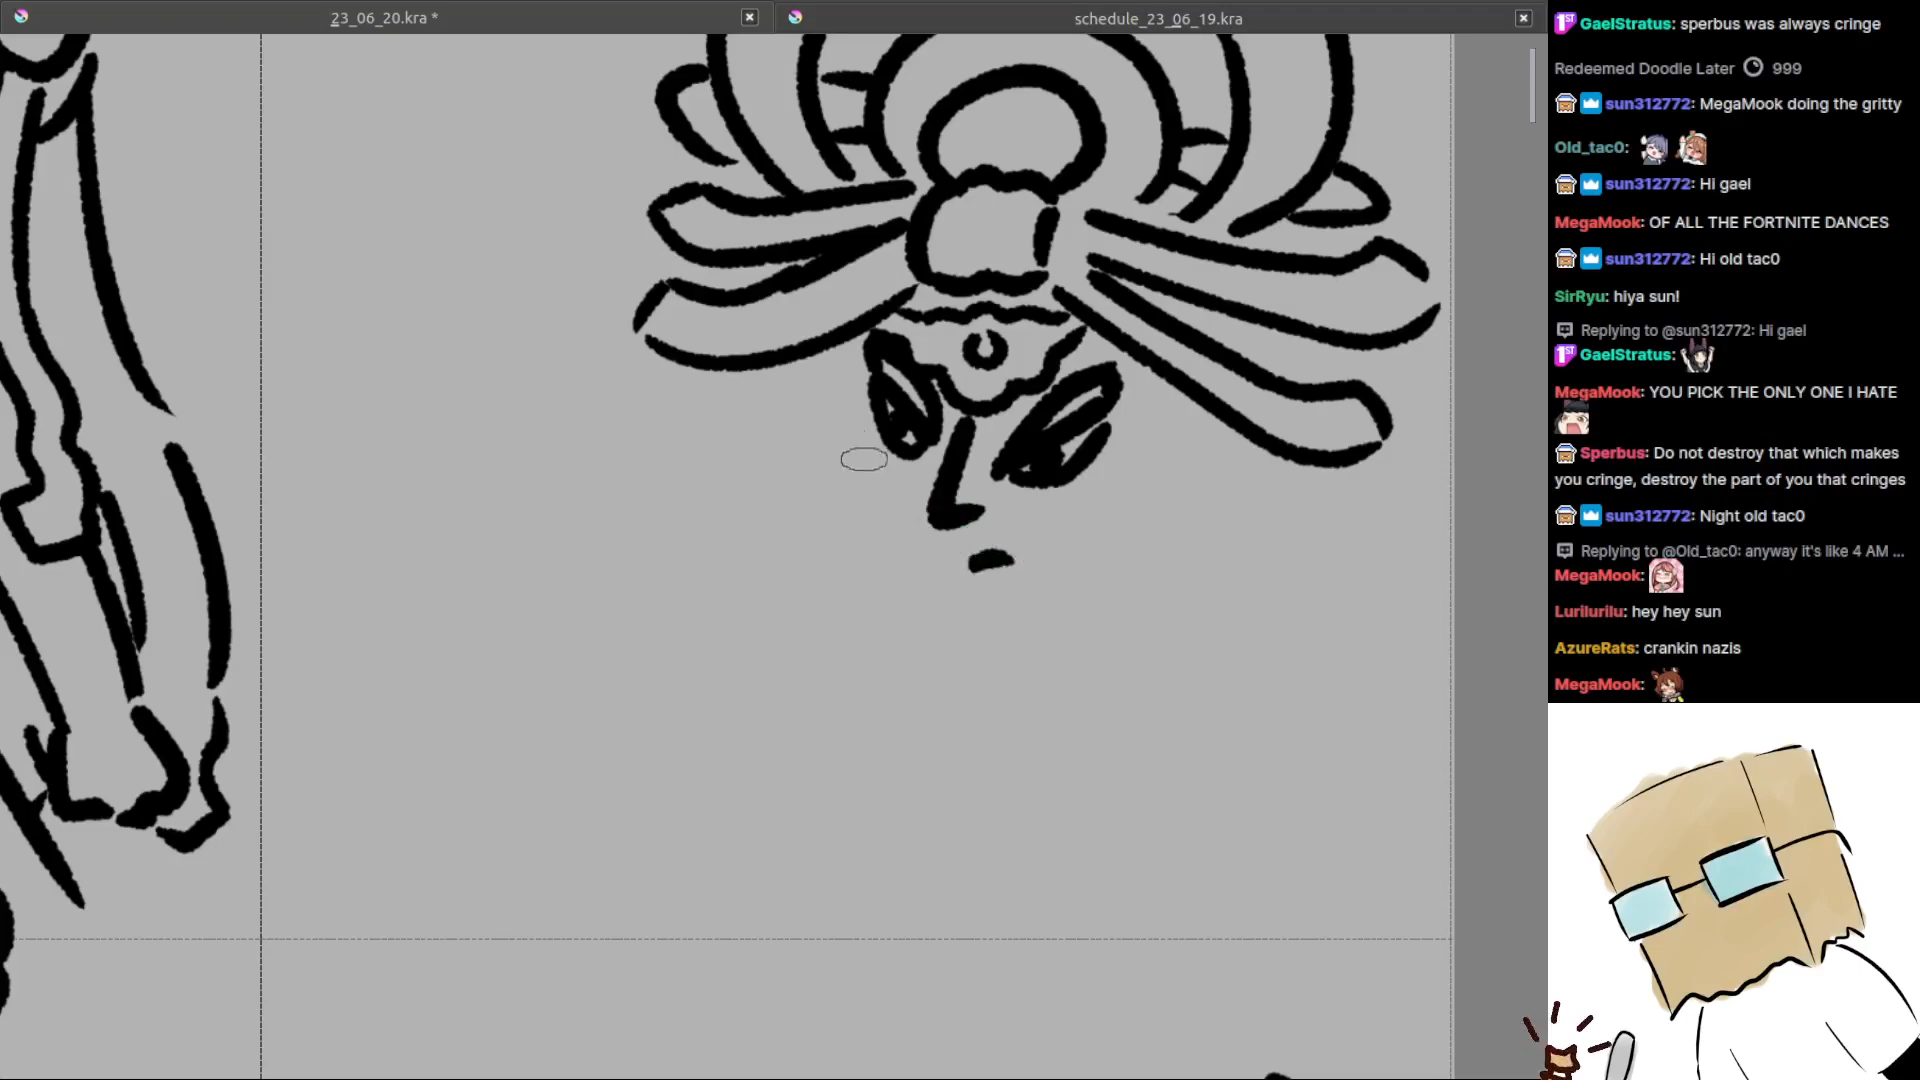 23_06_20.kra *
schedule_23_06_19.kra
1ST GaelStratus: sperbus was always cringe
Redeemed Doodle Later 999
sun312772: MegaMook doing the gritty
Old_tac0:
sun312772: Hi gael
MegaMook: OF ALL THE FORTNITE DANCES
sun312772: Hi old tac0
SirRyu: hiya sun!
Replying to @sun312772: Hi gael
1ST GaelStratus:
MegaMook: YOU PICK THE ONLY ONE I HATE
Sperbus: Do not destroy that which makes
you cringe, destroy the part of you that cringes
sun312772: Night old tac0
Replying to @Old_tac0: anyway it's like 4 AM ...
MegaMook:
Lurilurilu: hey hey sun
AzureRats: crankin nazis
MegaMook: